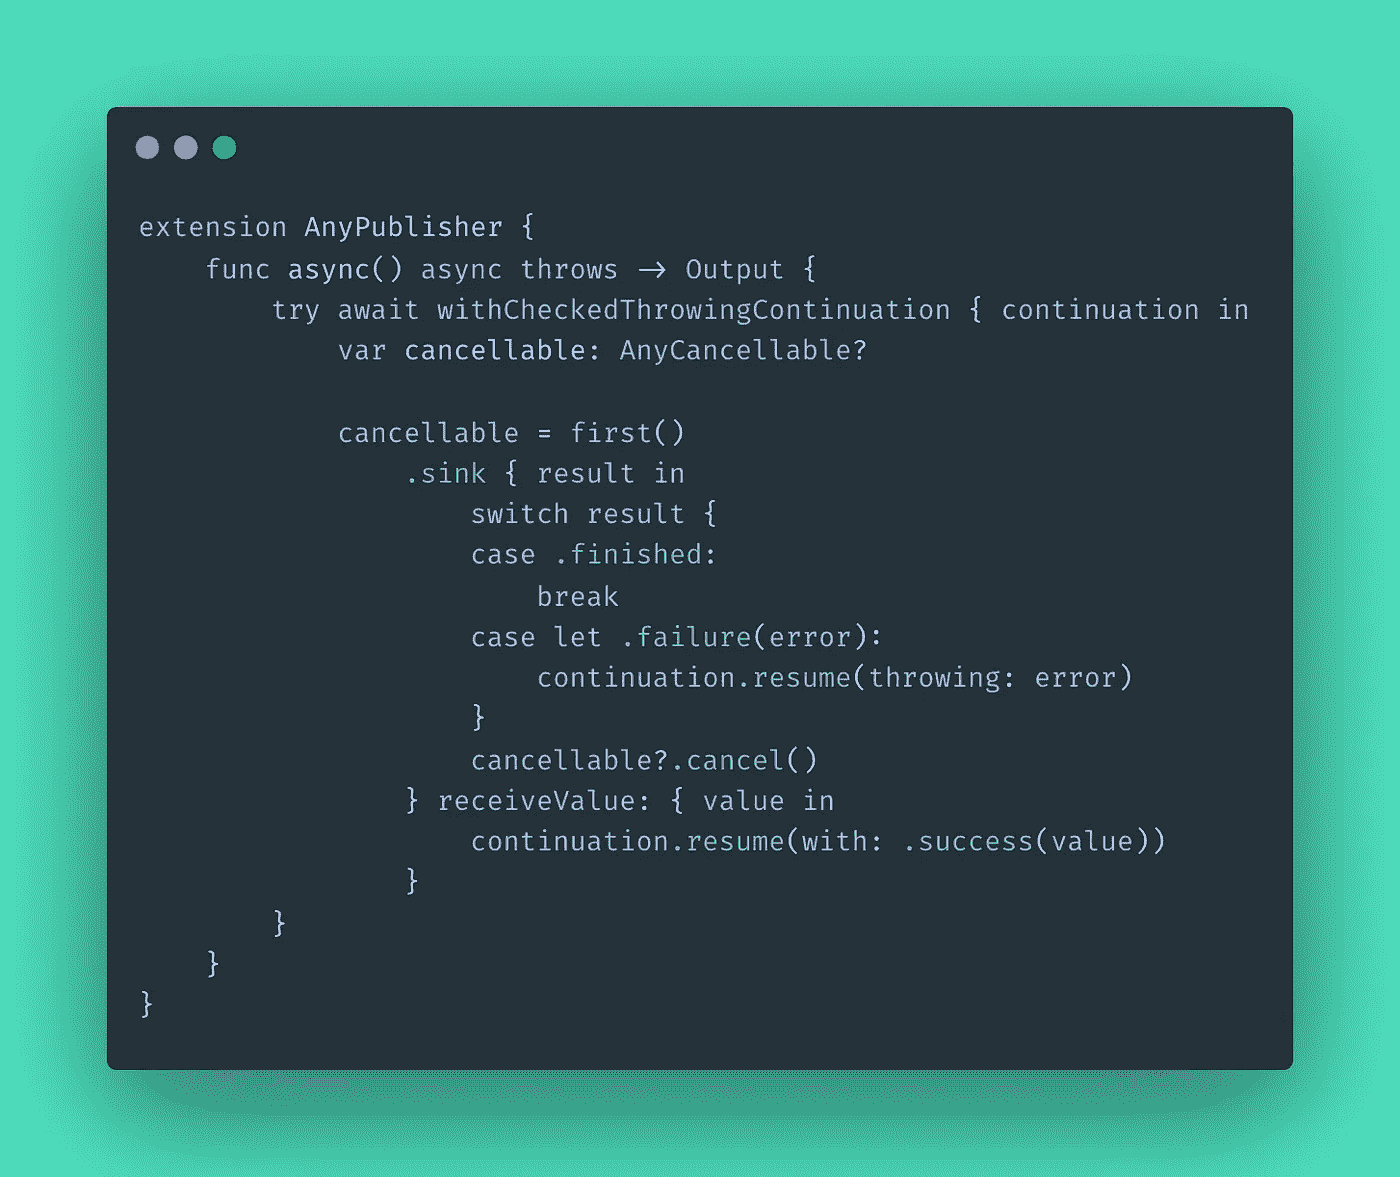 extension AnyPublisher {
    func async() async throws -> Output {
        try await withCheckedThrowingContinuation { continuation in
            var cancellable: AnyCancellable?

            cancellable = first()
                .sink { result in
                    switch result {
                    case .finished:
                        break
                    case let .failure(error):
                        continuation.resume(throwing: error)
                    }
                    cancellable?.cancel()
                } receiveValue: { value in
                    continuation.resume(with: .success(value))
                }
        }
    }
}